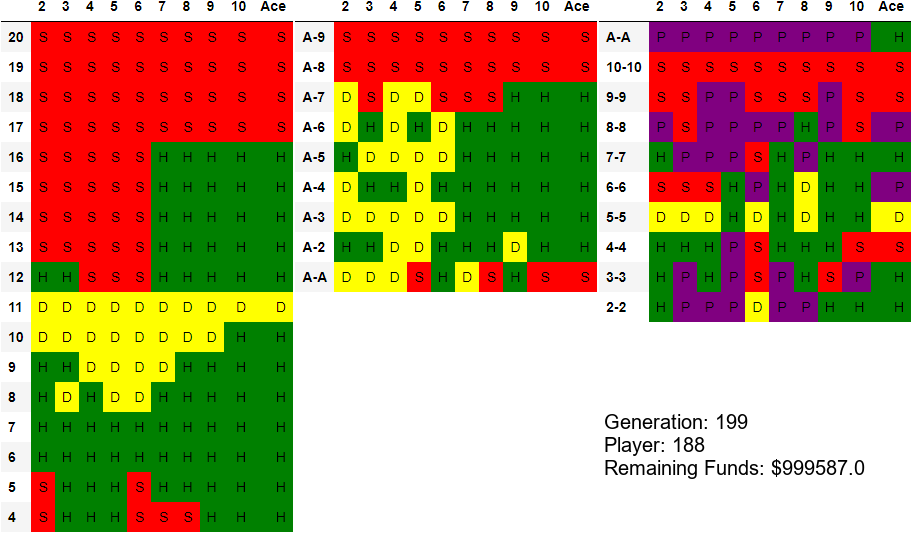 2 3 4 5 6 7 8 9 10 Ace 2 3 4 5 6 7 8 9 10 Ace 2 3 4 5 6 7 8 9 10 Ace
20 S S S S S S S S S S A-9 S S S S S S S S S S A-A P P P P P P P P P H
19 S S S S S S S S S S A-8 S S S S S S S S S S 10-10 S S S S S S S S S S
18 S S S S S S S S S S A-7 D S D D S S S H H H 9-9 S S P P S S S P S S
17 S S S S S S S S S S A-6 D H D H D H H H H H 8-8 P S P P P P H P S P
16 S S S S S H H H H H A-5 H D D D D H H H H H 7-7 H P P P S H P H H H
15 S S S S S H H H H H A-4 D H H D H H H H H H 6-6 S S S H P H D H H P
14 S S S S S H H H H H A-3 D D D D D H H H H H 5-5 D D D H D H D H H D
13 S S S S S H H H H H A-2 H H D D H H H D H H 4-4 H H H P S H H H S S
12 H H S S S H H H H H A-A D D D S H D S H S S 3-3 H P H P S P H S P H
11 D D D D D D D D D D 2-2 H P P P D P P H H H
10 D D D D D D D D H H
9 H H D D D D H H H H
8 H D H D D H H H H H
7 H H H H H H H H H H
6 H H H H H H H H H H
5 S H H H S H H H H H
4 S H H H S S S H H H
Generation: 199
Player: 188
Remaining Funds: $999587.0